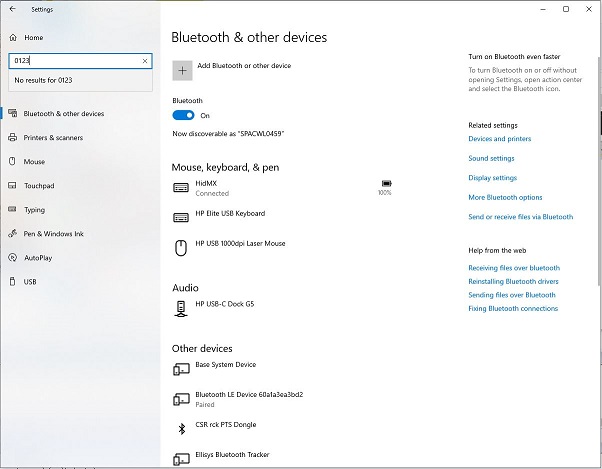 Settings
Home
0123
No results for 0123
Bluetooth & other devices
Printers & scanners
Mouse
Touchpad
Typing
Pen & Windows Ink
AutoPlay
USB
Bluetooth & other devices
Add Bluetooth or other device
Bluetooth
On
Now discoverable as "SPACWL0459"
Mouse, keyboard, & pen
HidMX
Connected
100%
HP Elite USB Keyboard
HP USB 1000dpi Laser Mouse
Audio
HP USB-C Dock G5
Other devices
Base System Device
Bluetooth LE Device 60a1a3ea3bd2
Paired
CSR rck PTS Dongle
Ellisys Bluetooth Tracker
Turn on Bluetooth even faster
To turn Bluetooth on or off without
opening Settings, open action center
and select the Bluetooth icon.
Related settings
Devices and printers
Sound settings
Display settings
More Bluetooth options
Send or receive files via Bluetooth
Help from the web
Receiving files over bluetooth
Reinstalling Bluetooth drivers
Sending files over Bluetooth
Fixing Bluetooth connections